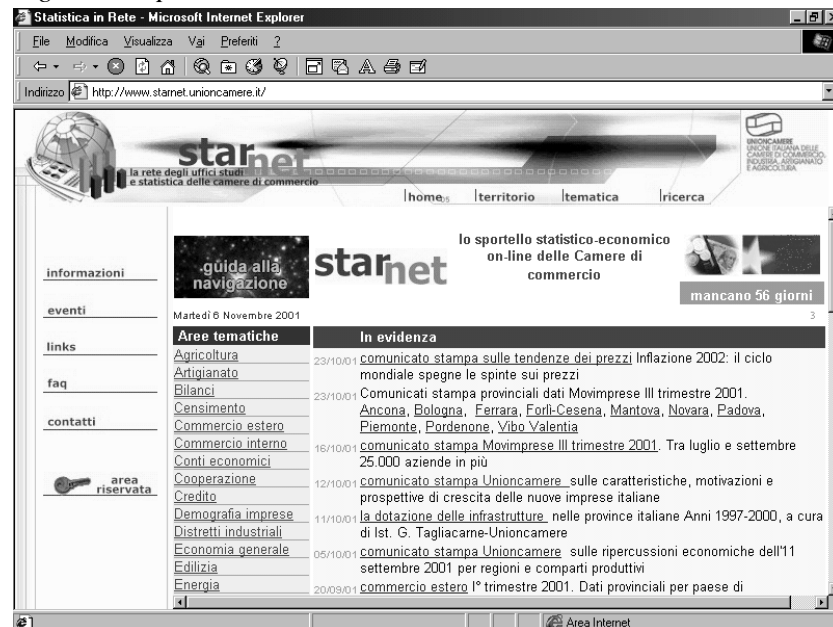 Statistica in Rete - Microsoft Internet Explorer
File Modifica Visualizza Vai Preferiti ?
Indirizzo http://www.starnet.unioncamere.it/
starnet
la rete degli uffici studi
e statistica delle camere di commercio
UNIONCAMERE
UNIONE ITALIANA DELLE
CAMERE DI COMMERCIO,
INDUSTRIA, ARTIGIANATO
E AGRICOLTURA
home territorio tematica ricerca
informazioni
eventi
links
faq
contatti
area
riservata
guida alla
navigazione
starnet
lo sportello statistico-economico
on-line delle Camere di
commercio
mancano 56 giorni
Martedì 6 Novembre 2001
3
Aree tematiche
Agricoltura
Artigianato
Bilanci
Censimento
Commercio estero
Commercio interno
Conti economici
Cooperazione
Credito
Demografia imprese
Distretti industriali
Economia generale
Edilizia
Energia
In evidenza
23/10/01 comunicato stampa sulle tendenze dei prezzi Inflazione 2002: il ciclo
mondiale spegne le spinte sui prezzi
23/10/01 Comunicati stampa provinciali dati Movimprese III trimestre 2001.
Ancona, Bologna, Ferrara, Forlì-Cesena, Mantova, Novara, Padova,
Piemonte, Pordenone, Vibo Valentia
16/10/01 comunicato stampa Movimprese III trimestre 2001. Tra luglio e settembre
25.000 aziende in più
12/10/01 comunicato stampa Unioncamere sulle caratteristiche, motivazioni e
prospettive di crescita delle nuove imprese italiane
11/10/01 la dotazione delle infrastrutture nelle province italiane Anni 1997-2000, a cura
di Ist. G. Tagliacarne-Unioncamere
05/10/01 comunicato stampa Unioncamere sulle ripercussioni economiche dell'11
settembre 2001 per regioni e comparti produttivi
20/09/01 commercio estero I° trimestre 2001. Dati provinciali per paese di
Area Internet